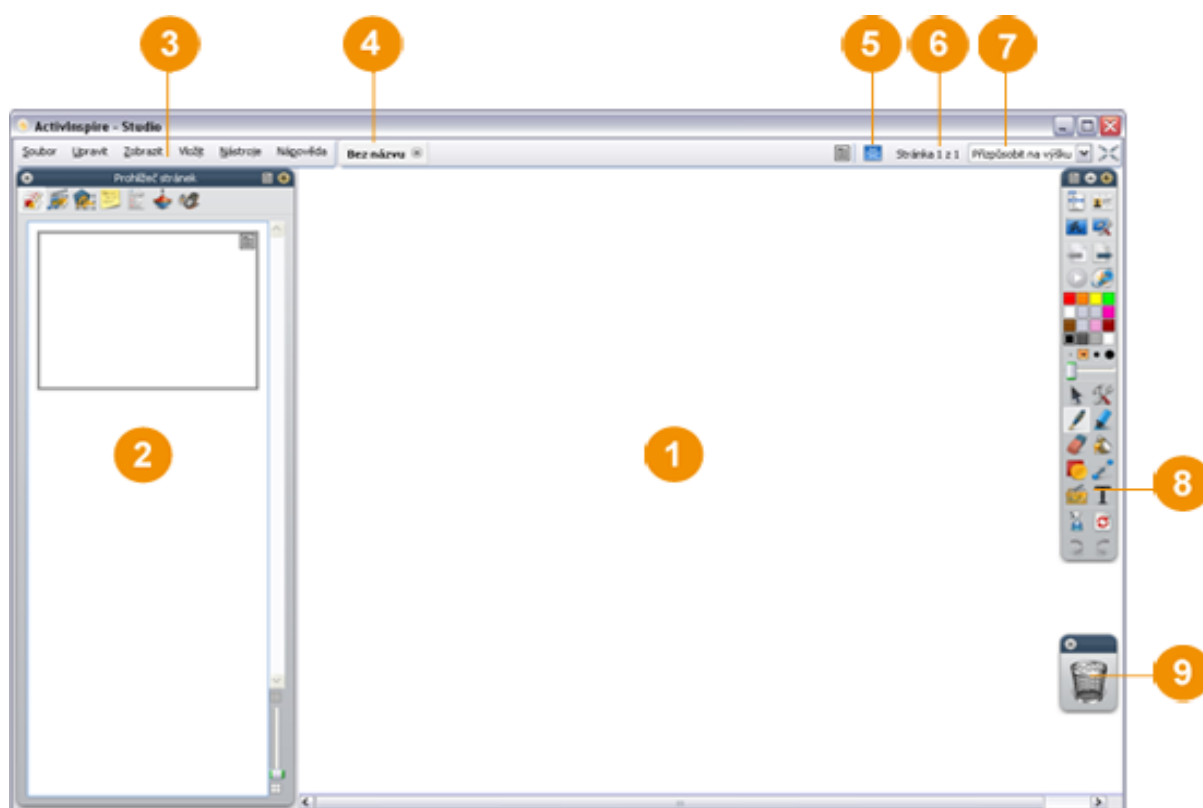 3 4 5 6 7
ActivInspire - Studio
Soubor Upravit Zobrazit Vložit Nástroje Nápověda Bez názvu Stránka 1 z 1 Přizpůsobit na výšku
Prohlížeč stránek
2 1
8
9